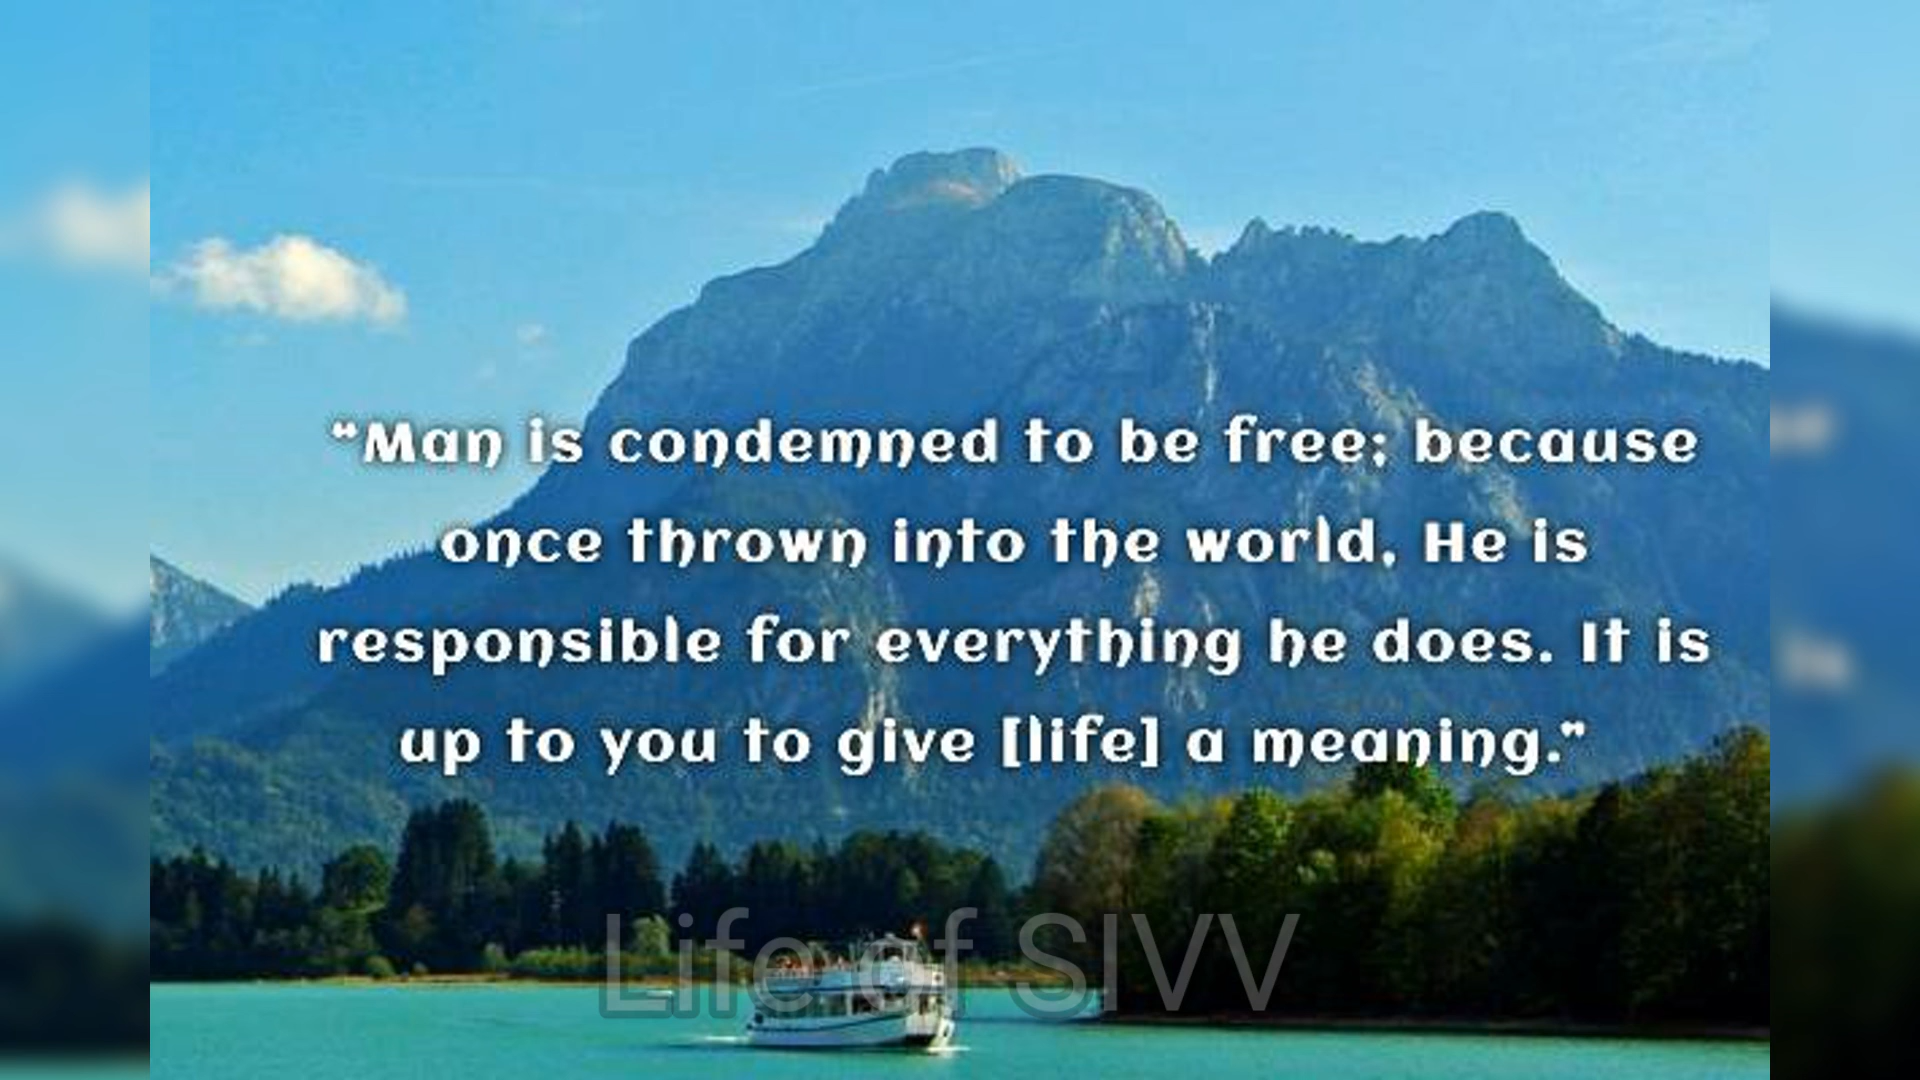 "Man is condemned to be free; because
once thrown into the world, He is
responsible for everything he does. It is
up to you to give [life] a meaning."
Life of SIVV